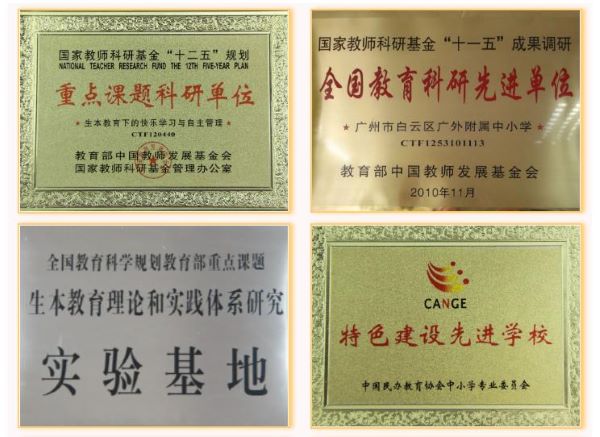 国家教师科研基金“十二五”规划
NATIONAL TEACHER RESEARCH FUND THE 12TH FIVE-YEAR PLAN
重点课题科研单位
★生本教育下的快乐学习与自主管理★
CTF120440
教育部中国教师发展基金会
国家教师科研基金管理办公室
国家教师科研基金“十一五”成果调研
全国教育科研先进单位
★广州市白云区广外附属中小学★
CTF1253101113
教育部中国教师发展基金会
2010年11月
全国教育科学规划教育部重点课题
生本教育理论和实践体系研究
实验基地
CANGE
特色建设先进学校
中国民办教育协会中小学专业委员会